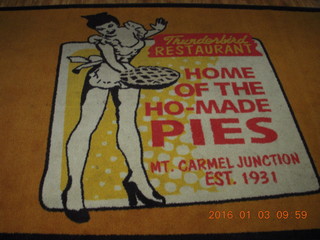 Thunderbird
RESTAURANT
HOME
OF THE
HO-MADE
PIES
MT. CARMEL JUNCTION
EST. 1931
2016 01 03 09 59